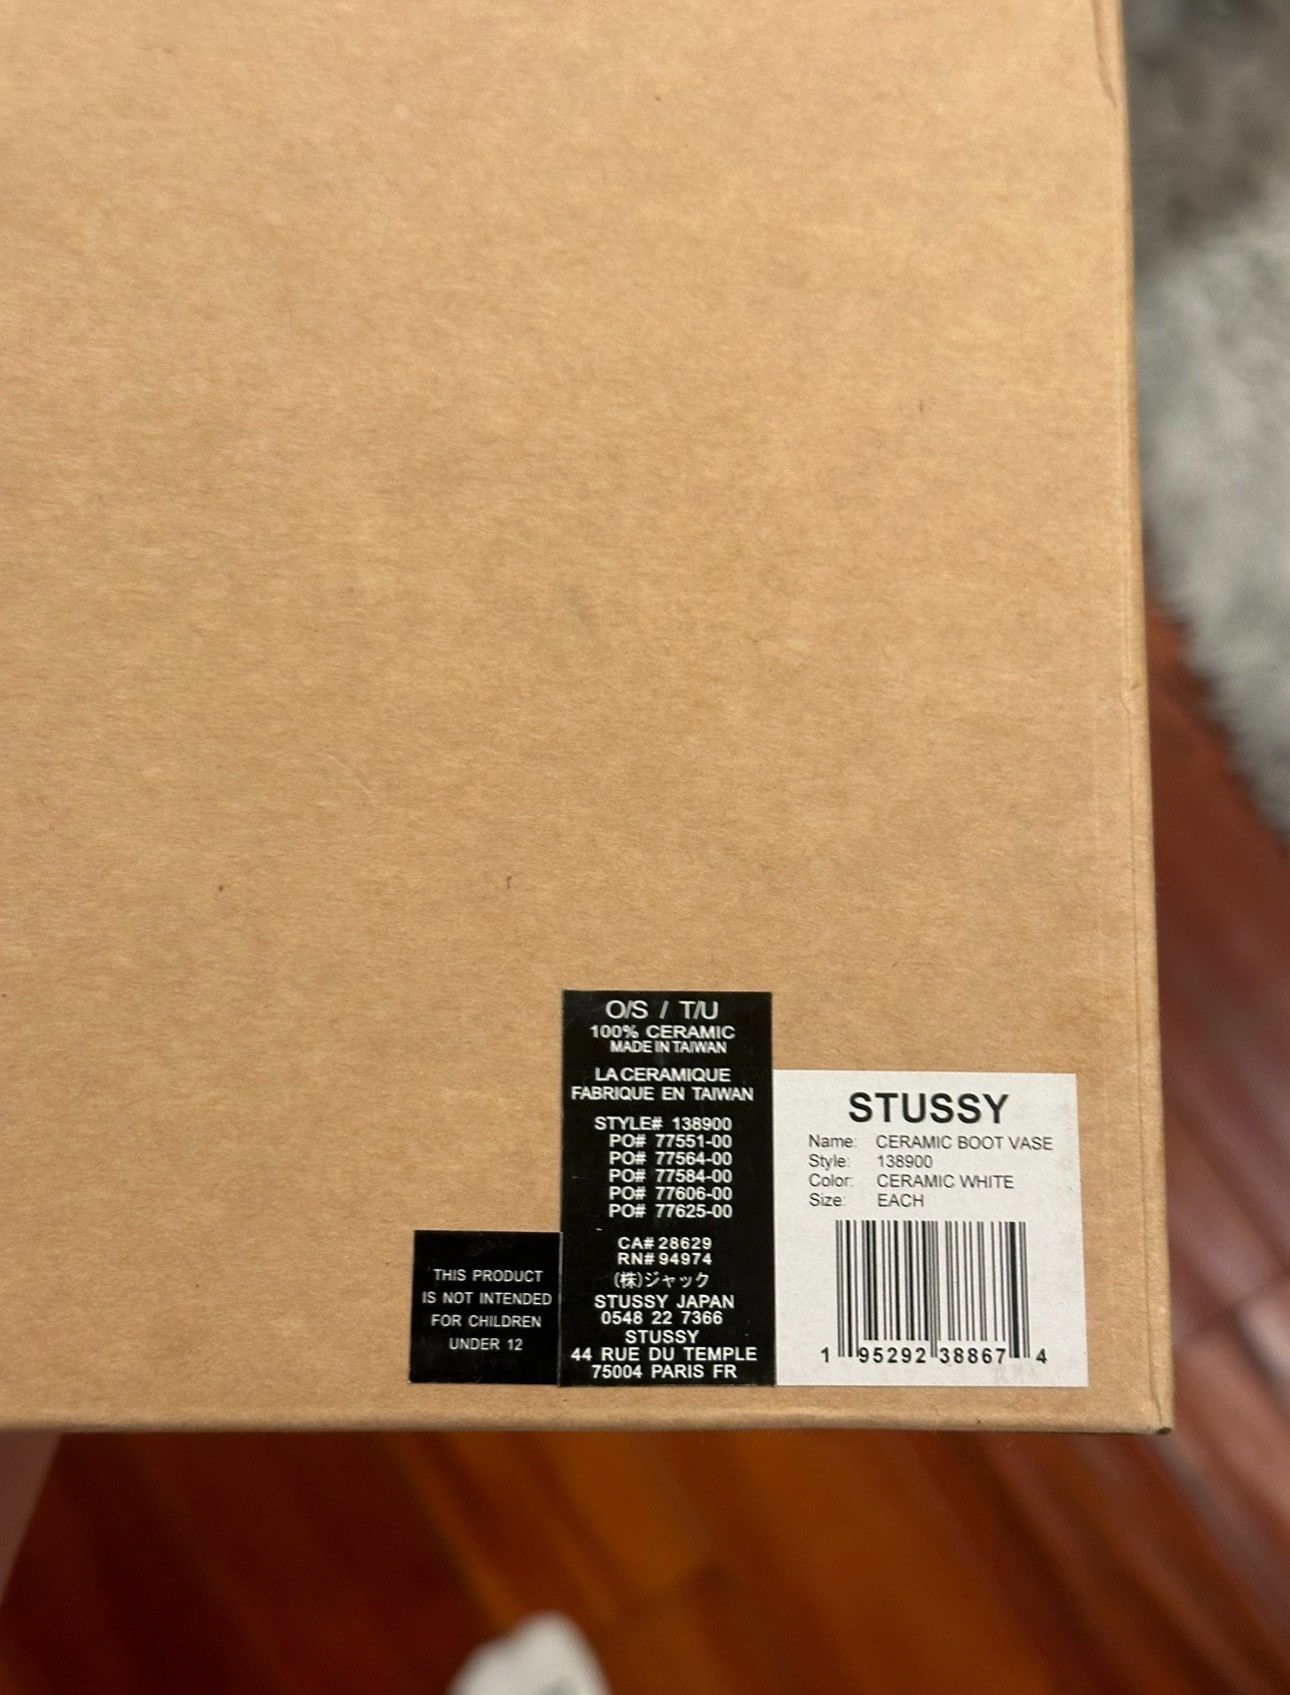 THIS PRODUCT
IS NOT INTENDED
FOR CHILDREN
UNDER 12
O/S / T/U
100% CERAMIC
MADE IN TAIWAN
LA CERAMIQUE
FABRIQUE EN TAIWAN
STYLE# 138900
PO# 77551-00
PO# 77564-00
PO# 77584-00
PO# 77606-00
PO# 77625-00
CA# 28629
RN# 94974
(株)ジャック
STUSSY JAPAN
0548 22 7366
STUSSY
44 RUE DU TEMPLE
75004 PARIS FR
STUSSY
Name: CERAMIC BOOT VASE
Style: 138900
Color: CERAMIC WHITE
Size: EACH
1 95292 38867 4